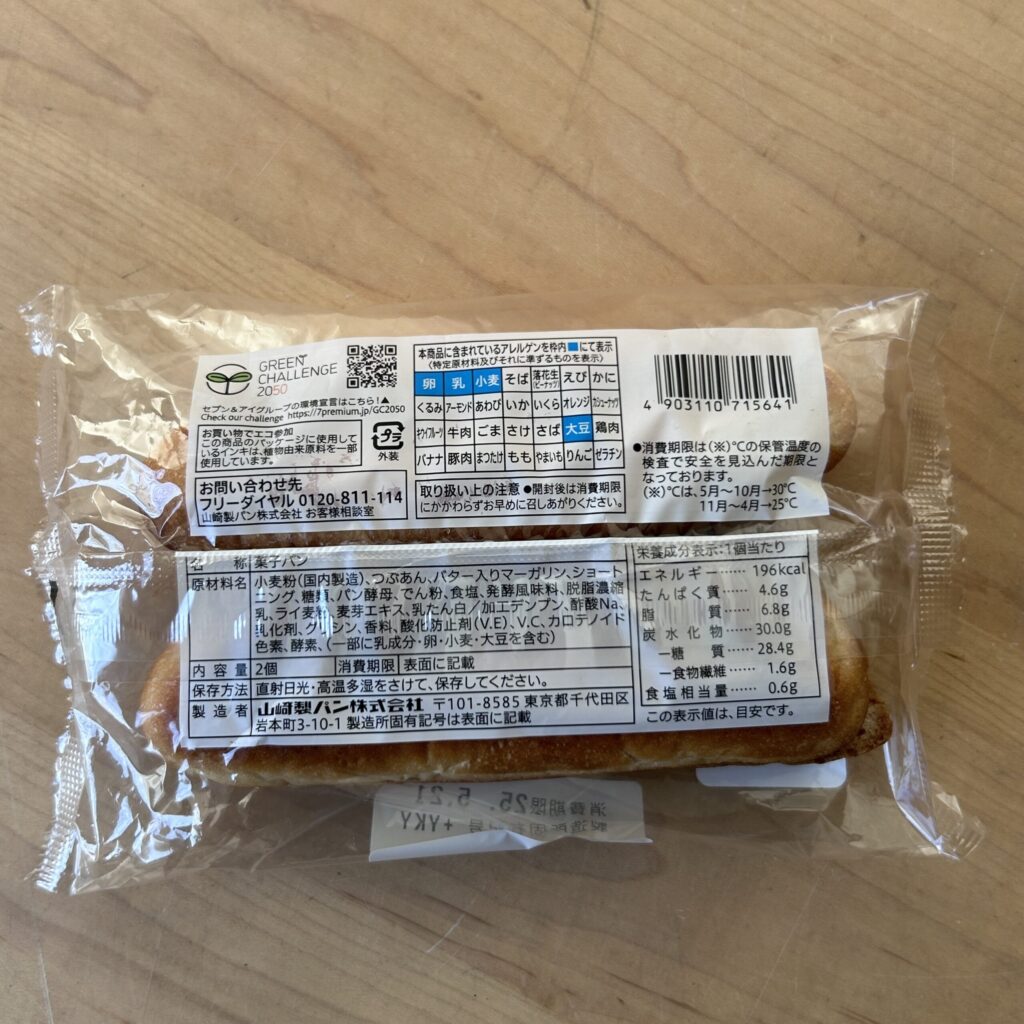 GREEN
CHALLENGE
2050
セブン&アイグループの環境宣言はこちら!▲
Check our challenge https://7premium.jp/GC2050
お買い物でエコ参加
この商品のパッケージに使用して
いるインキは、植物由来原料を一部
使用しています。
プラ
外装
お問い合わせ先
フリーダイヤル 0120-811-114
山崎製パン株式会社 お客様相談室
本商品に含まれているアレルゲンを枠内■にて表示
(特定原材料及びそれに準ずるものを表示)
卵 乳 小麦 そば 落花生(ピーナッツ) えび かに
くるみ アーモンド あわび いか いくら オレンジ カシューナッツ
キウイフルーツ 牛肉 ごま さけ さば 大豆 鶏肉
バナナ 豚肉 まつたけ もも やまいも りんご ゼラチン
取り扱い上の注意 ●開封後は消費期限
にかかわらずお早めに召しあがりください。
4 903110 715641
●消費期限は(※)℃の保管温度の
検査で安全を見込んだ期限と
なっております。
(※)℃は、5月〜10月→30℃
11月〜4月→25℃
名 称 菓子パン
原材料名 小麦粉(国内製造)、つぶあん、バター入りマーガリン、ショート
ニング、糖類、パン酵母、でん粉、食塩、発酵風味料、脱脂濃縮
乳、ライ麦粉、麦芽エキス、乳たん白/加工デンプン、酢酸Na、
乳化剤、グリシン、香料、酸化防止剤(V.E)、V.C、カロテノイド
色素、酵素、(一部に乳成分・卵・小麦・大豆を含む)
内容量 2個 消費期限 表面に記載
保存方法 直射日光・高温多湿をさけて、保存してください。
製造者 山崎製パン株式会社 〒101-8585 東京都千代田区
岩本町3-10-1 製造所固有記号は表面に記載
栄養成分表示:1個当たり
エネルギー…… 196kcal
たんぱく質…… 4.6g
脂 質…… 6.8g
炭水化物…… 30.0g
−糖 質…… 28.4g
−食物繊維…… 1.6g
食塩相当量…… 0.6g
この表示値は、目安です。
消費期限25. 5.21
製造所固有記号 +YKY